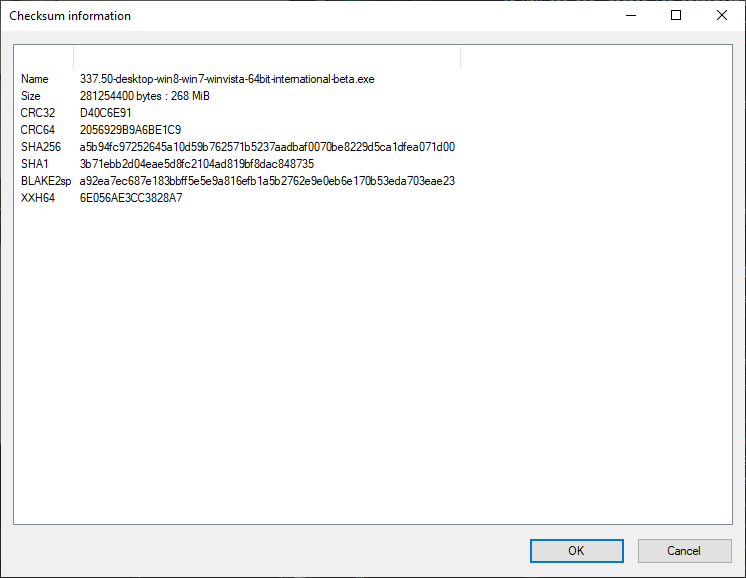 Checksum information
Name 337.50-desktop-win8-win7-winvista-64bit-international-beta.exe
Size 281254400 bytes : 268 MiB
CRC32 D40C6E91
CRC64 2056929B9A6BE1C9
SHA256 a5b94fc97252645a10d59b762571b5237aadbaf0070be8229d5ca1dfea071d00
SHA1 3b71ebb2d04eae5d8fc2104ad819bf8dac848735
BLAKE2sp a92ea7ec687e183bbff5e5e9a816efb1a5b2762e9e0eb6e170b53eda703eae23
XXH64 6E056AE3CC3828A7
OK Cancel